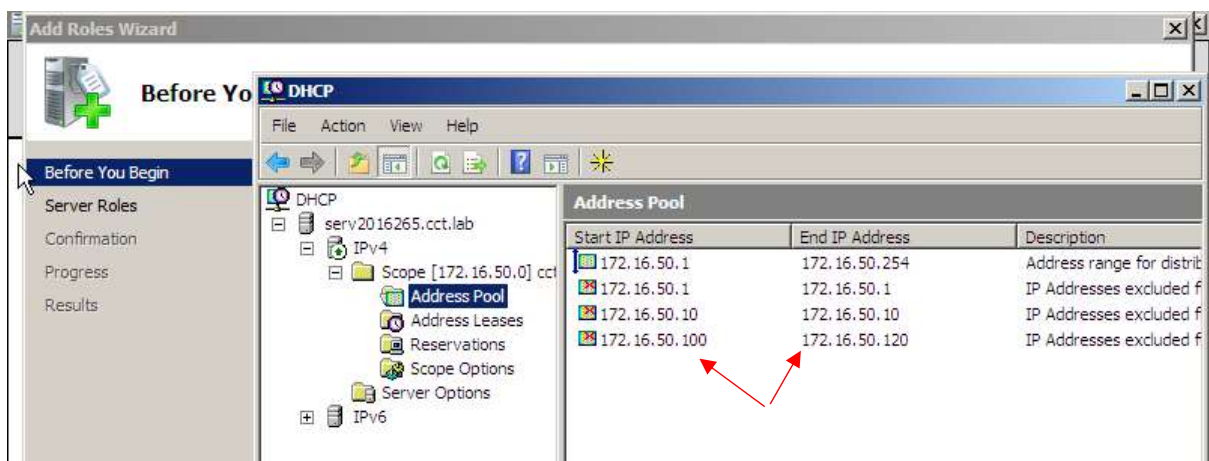 Add Roles Wizard
Before Yo
Before You Begin
Server Roles
Confirmation
Progress
Results
DHCP
File Action View Help
DHCP
serv2016265.cct.lab
IPv4
Scope [172.16.50.0] cct
Address Pool
Address Leases
Reservations
Scope Options
Server Options
IPv6
Address Pool
Start IP Address End IP Address Description
172.16.50.1 172.16.50.254 Address range for distrib
172.16.50.1 172.16.50.1 IP Addresses excluded f
172.16.50.10 172.16.50.10 IP Addresses excluded f
172.16.50.100 172.16.50.120 IP Addresses excluded f